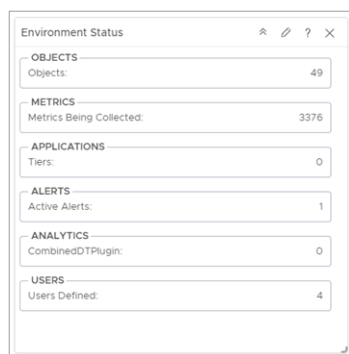 Environment Status
OBJECTS
Objects: 49
METRICS
Metrics Being Collected: 3376
APPLICATIONS
Tiers: 0
ALERTS
Active Alerts: 1
ANALYTICS
CombinedDTPlugin: 0
USERS
Users Defined: 4